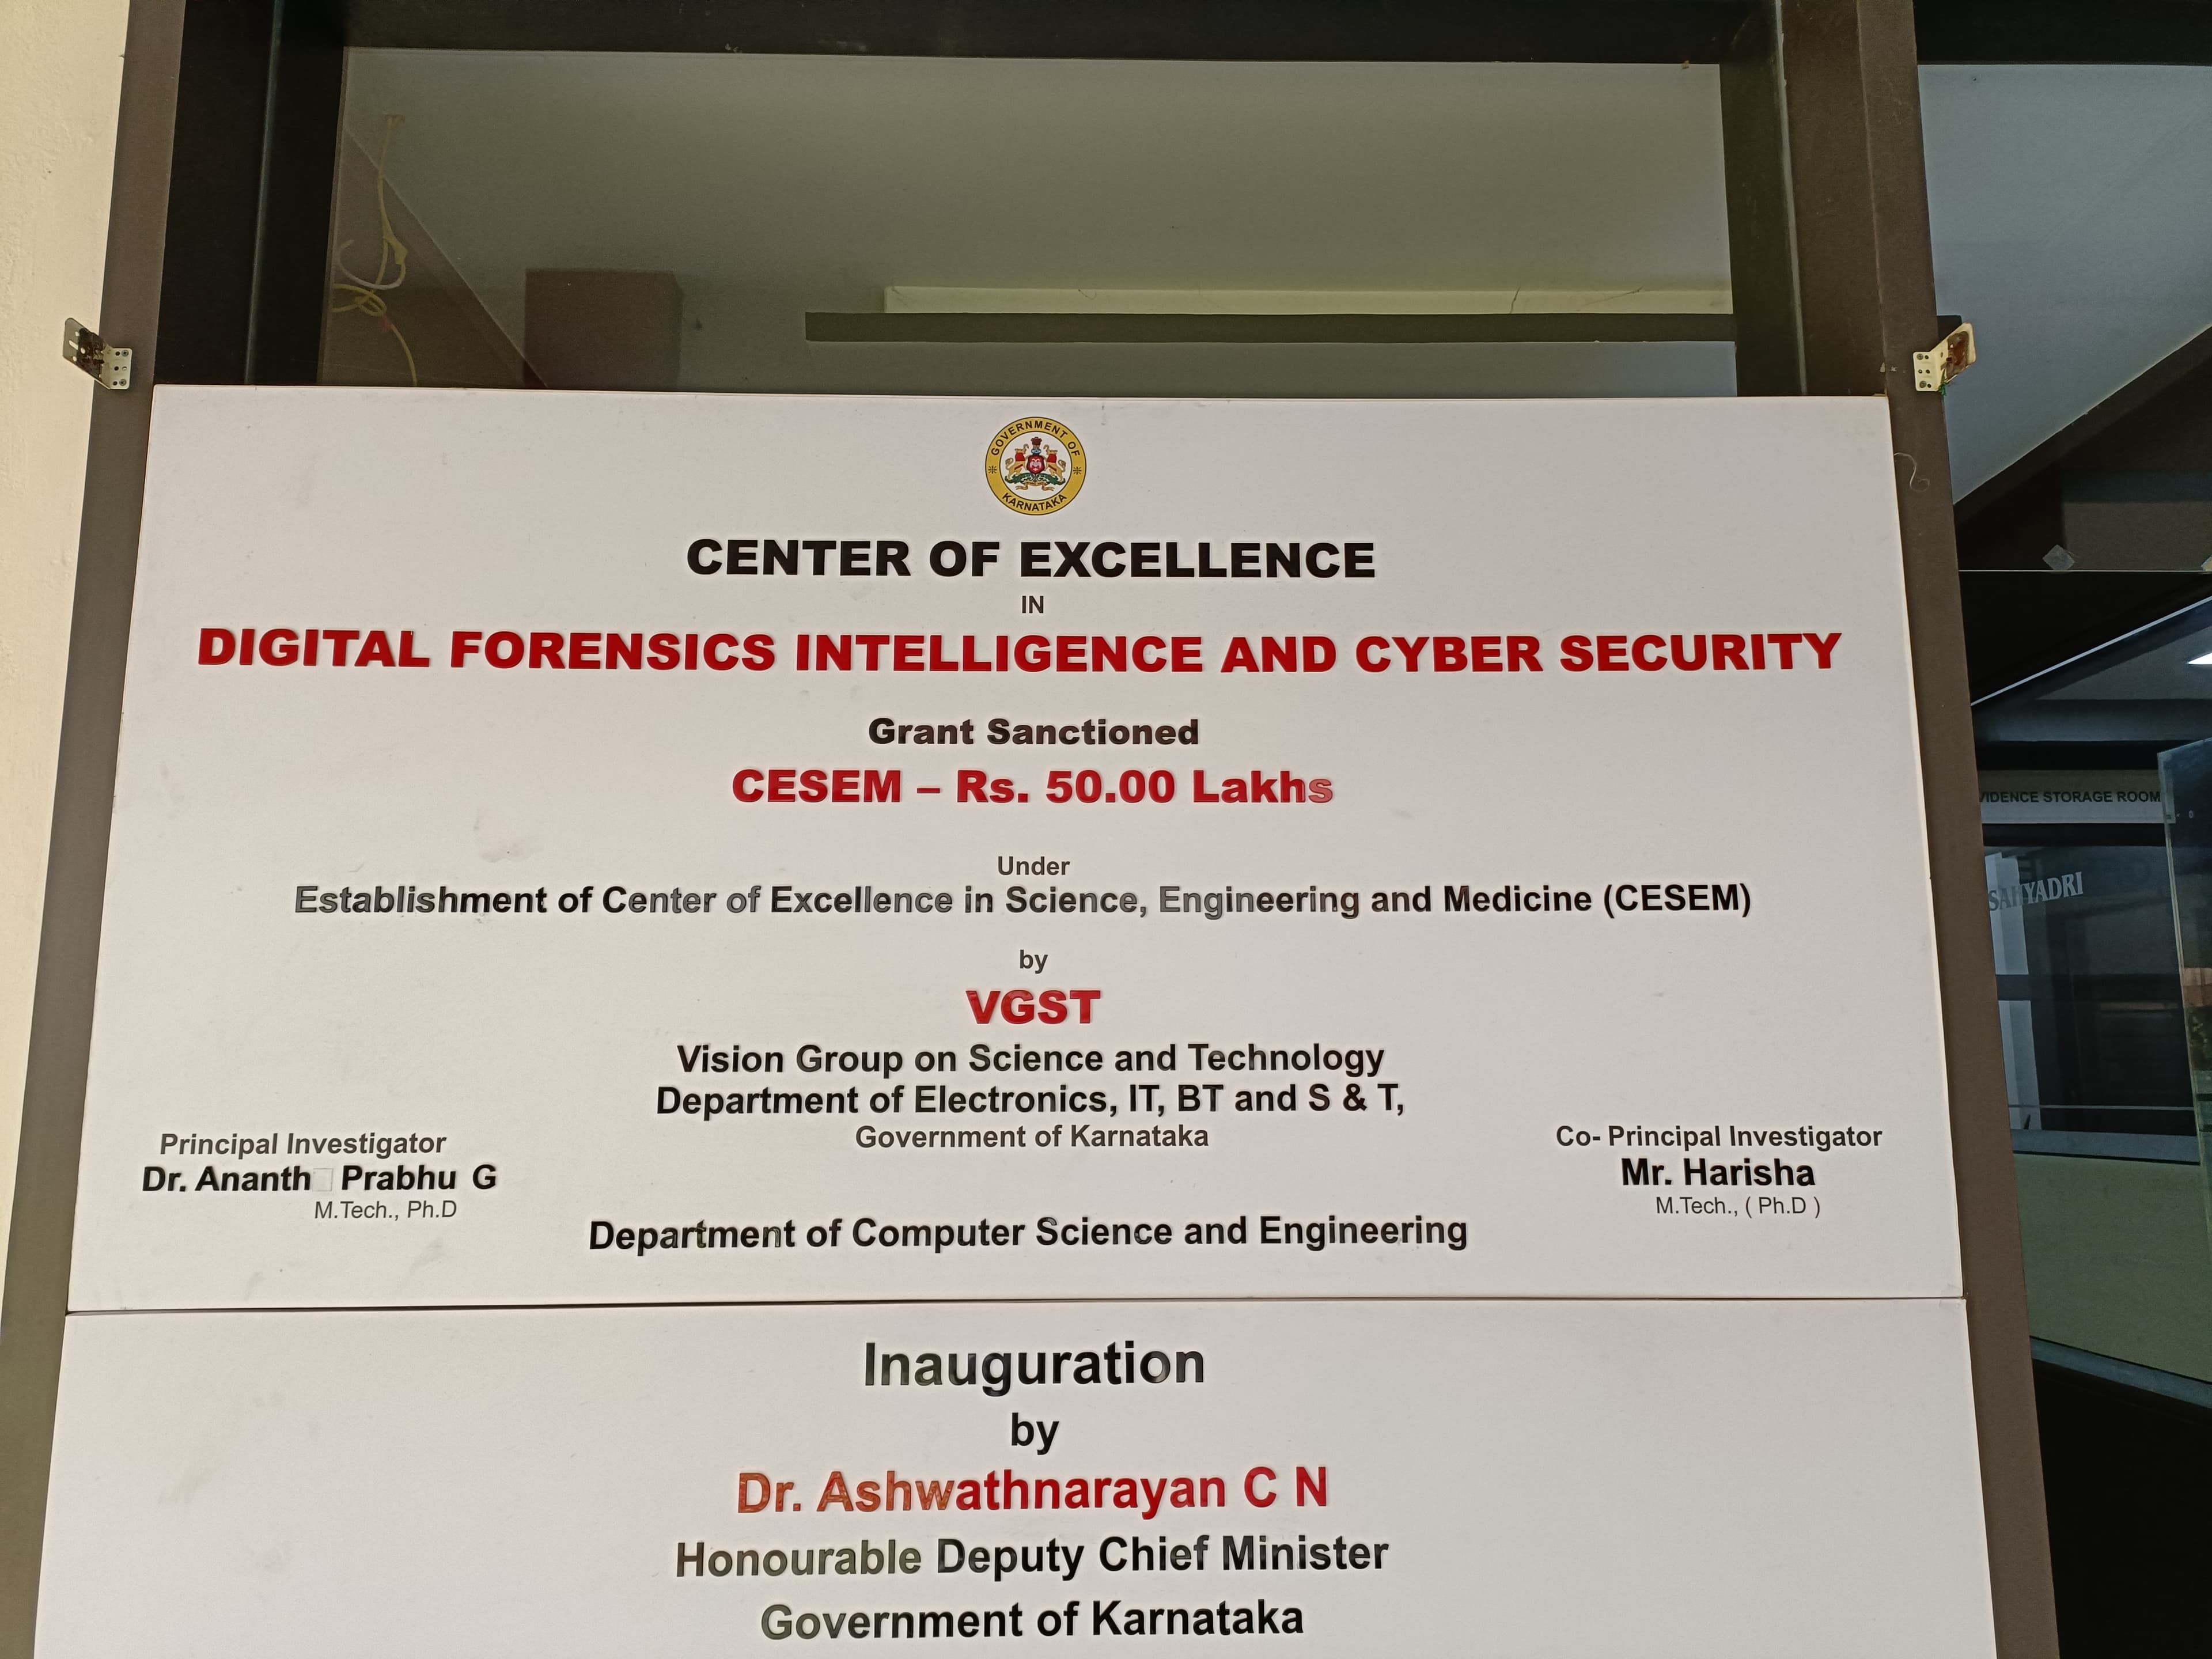 GOVERNMENT OF
KARNATAKA
CENTER OF EXCELLENCE
IN
DIGITAL FORENSICS INTELLIGENCE AND CYBER SECURITY
Grant Sanctioned
CESEM – Rs. 50.00 Lakhs
Under
Establishment of Center of Excellence in Science, Engineering and Medicine (CESEM)
by
VGST
Vision Group on Science and Technology
Department of Electronics, IT, BT and S & T,
Government of Karnataka
Principal Investigator
Dr. Ananth Prabhu G
M.Tech., Ph.D
Co- Principal Investigator
Mr. Harisha
M.Tech., ( Ph.D )
Department of Computer Science and Engineering
Inauguration
by
Dr. Ashwathnarayan C N
Honourable Deputy Chief Minister
Government of Karnataka
VIDENCE STORAGE ROOM
SAHYADRI